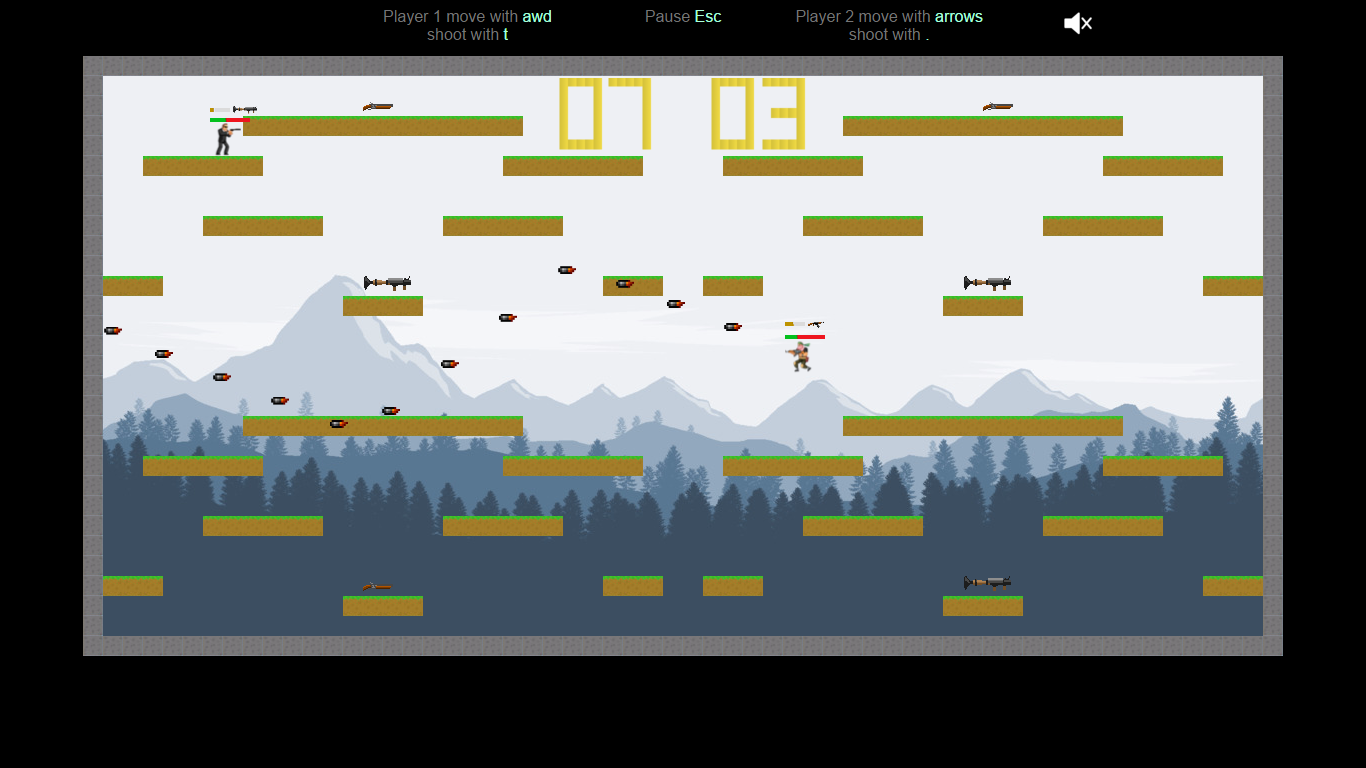 Player 1 move with awd
shoot with t
Pause Esc
Player 2 move with arrows
shoot with .
07 03